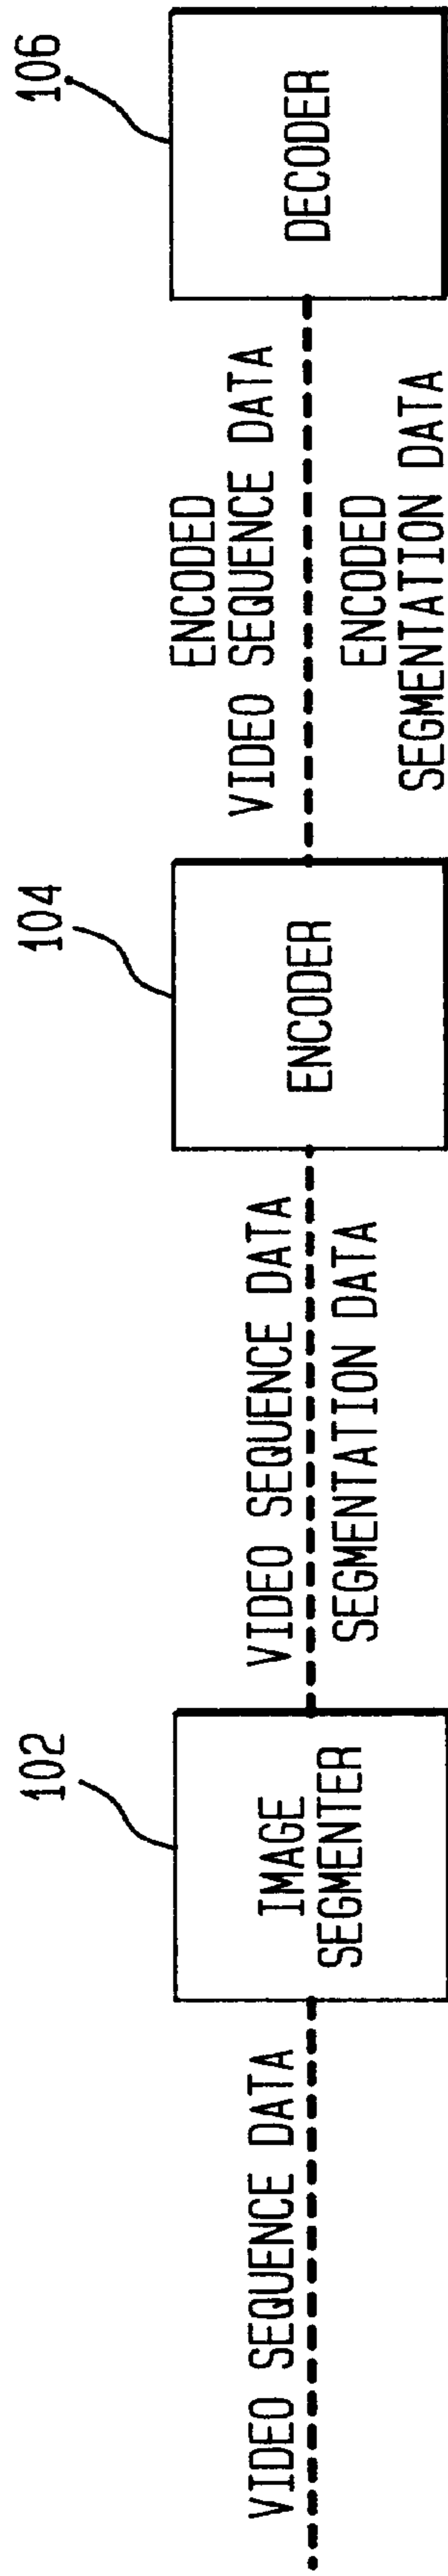 VIDEO SEQUENCE DATA
102
IMAGE
SEGMENTER
VIDEO SEQUENCE DATA
SEGMENTATION DATA
104
ENCODER
ENCODED
VIDEO SEQUENCE DATA
ENCODED
SEGMENTATION DATA
106
DECODER